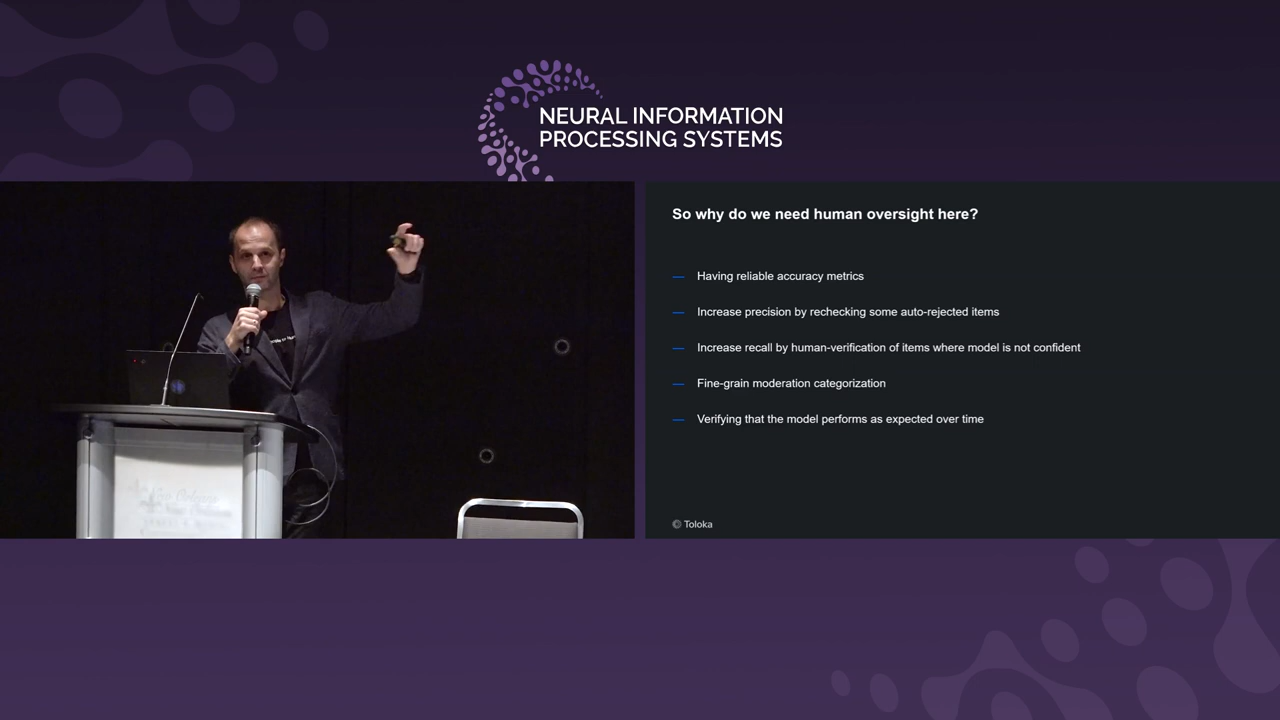 NEURAL INFORMATION
PROCESSING SYSTEMS
So why do we need human oversight here?
— Having reliable accuracy metrics
— Increase precision by rechecking some auto-rejected items
— Increase recall by human-verification of items where model is not confident
— Fine-grain moderation categorization
— Verifying that the model performs as expected over time
Toloka